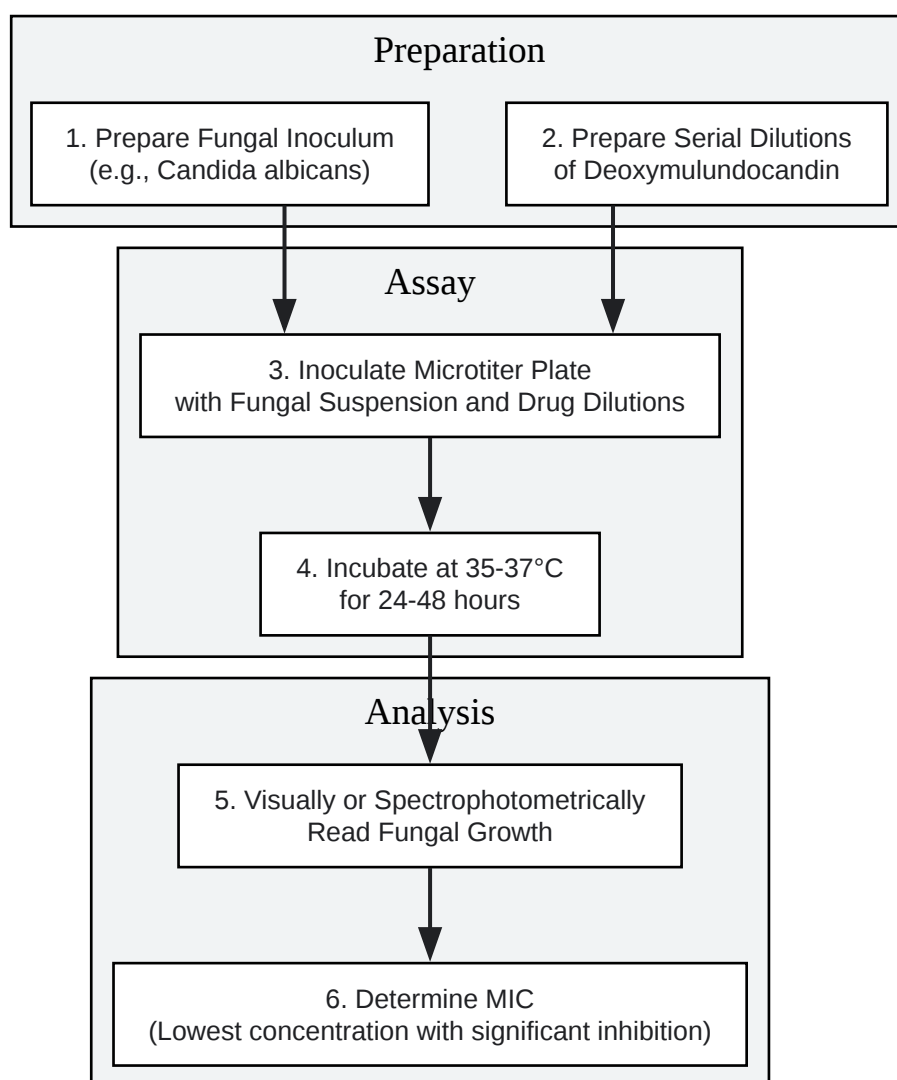 Preparation
1. Prepare Fungal Inoculum
(e.g., Candida albicans)
2. Prepare Serial Dilutions
of Deoxymulundocandin
Assay
3. Inoculate Microtiter Plate
with Fungal Suspension and Drug Dilutions
4. Incubate at 35-37°C
for 24-48 hours
Analysis
5. Visually or Spectrophotometrically
Read Fungal Growth
6. Determine MIC
(Lowest concentration with significant inhibition)